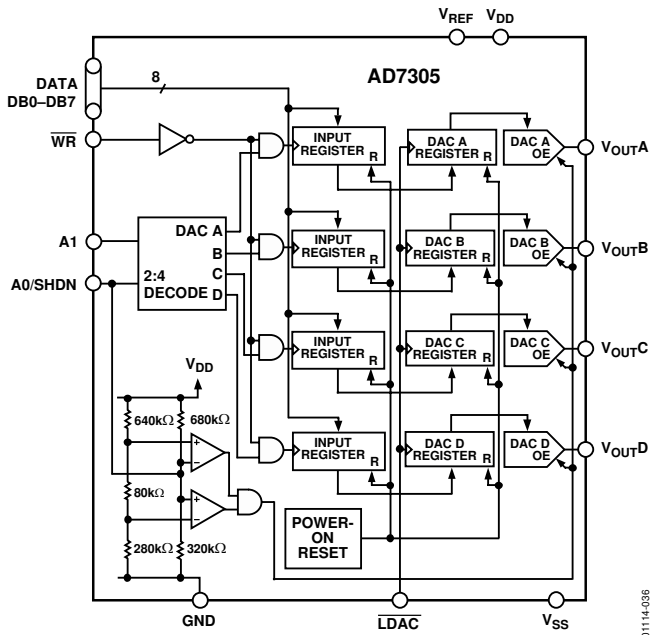 VREF VDD
AD7305
DATA
DB0–DB7
8
WR
A1
A0/SHDN
2:4
DECODE
DAC A
B
C
D
INPUT
REGISTER
R
DAC A
REGISTER
R
DAC A
OE
VOUTA
INPUT
REGISTER
R
DAC B
REGISTER
R
DAC B
OE
VOUTB
INPUT
REGISTER
R
DAC C
REGISTER
R
DAC C
OE
VOUTC
INPUT
REGISTER
R
DAC D
REGISTER
R
DAC D
OE
VOUTD
VDD
640kΩ
680kΩ
80kΩ
280kΩ
320kΩ
+
–
+
–
POWER-
ON
RESET
GND
LDAC
VSS
01114-036